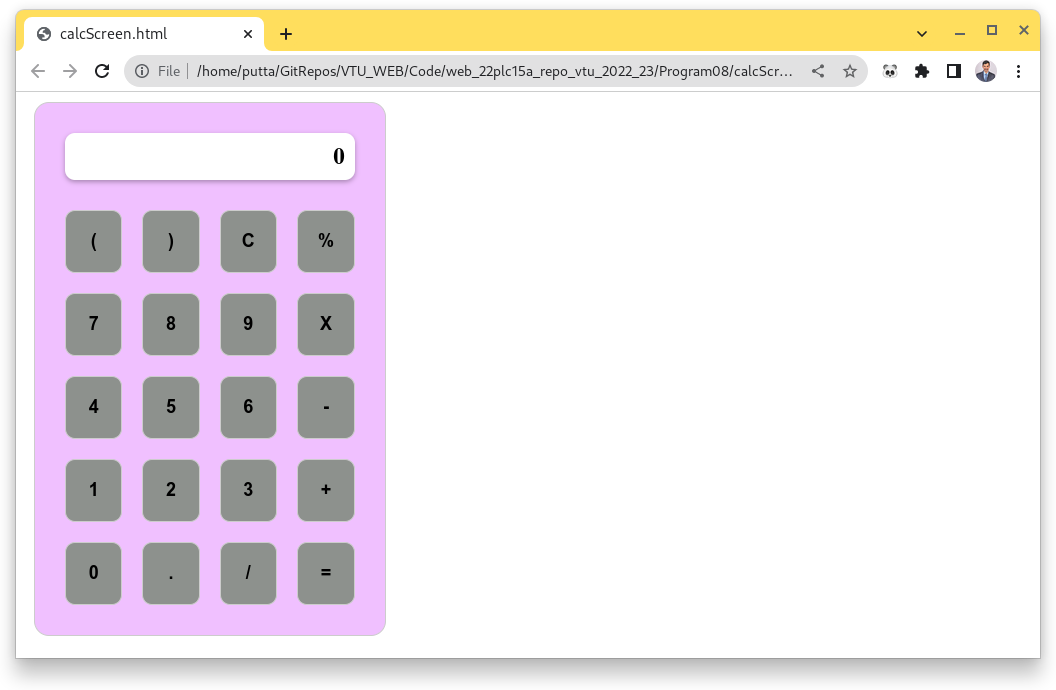 calcScreen.html
File /home/putta/GitRepos/VTU_WEB/Code/web_22plc15a_repo_vtu_2022_23/Program08/calcScr...
0
( ) C %
7 8 9 X
4 5 6 -
1 2 3 +
0 . / =